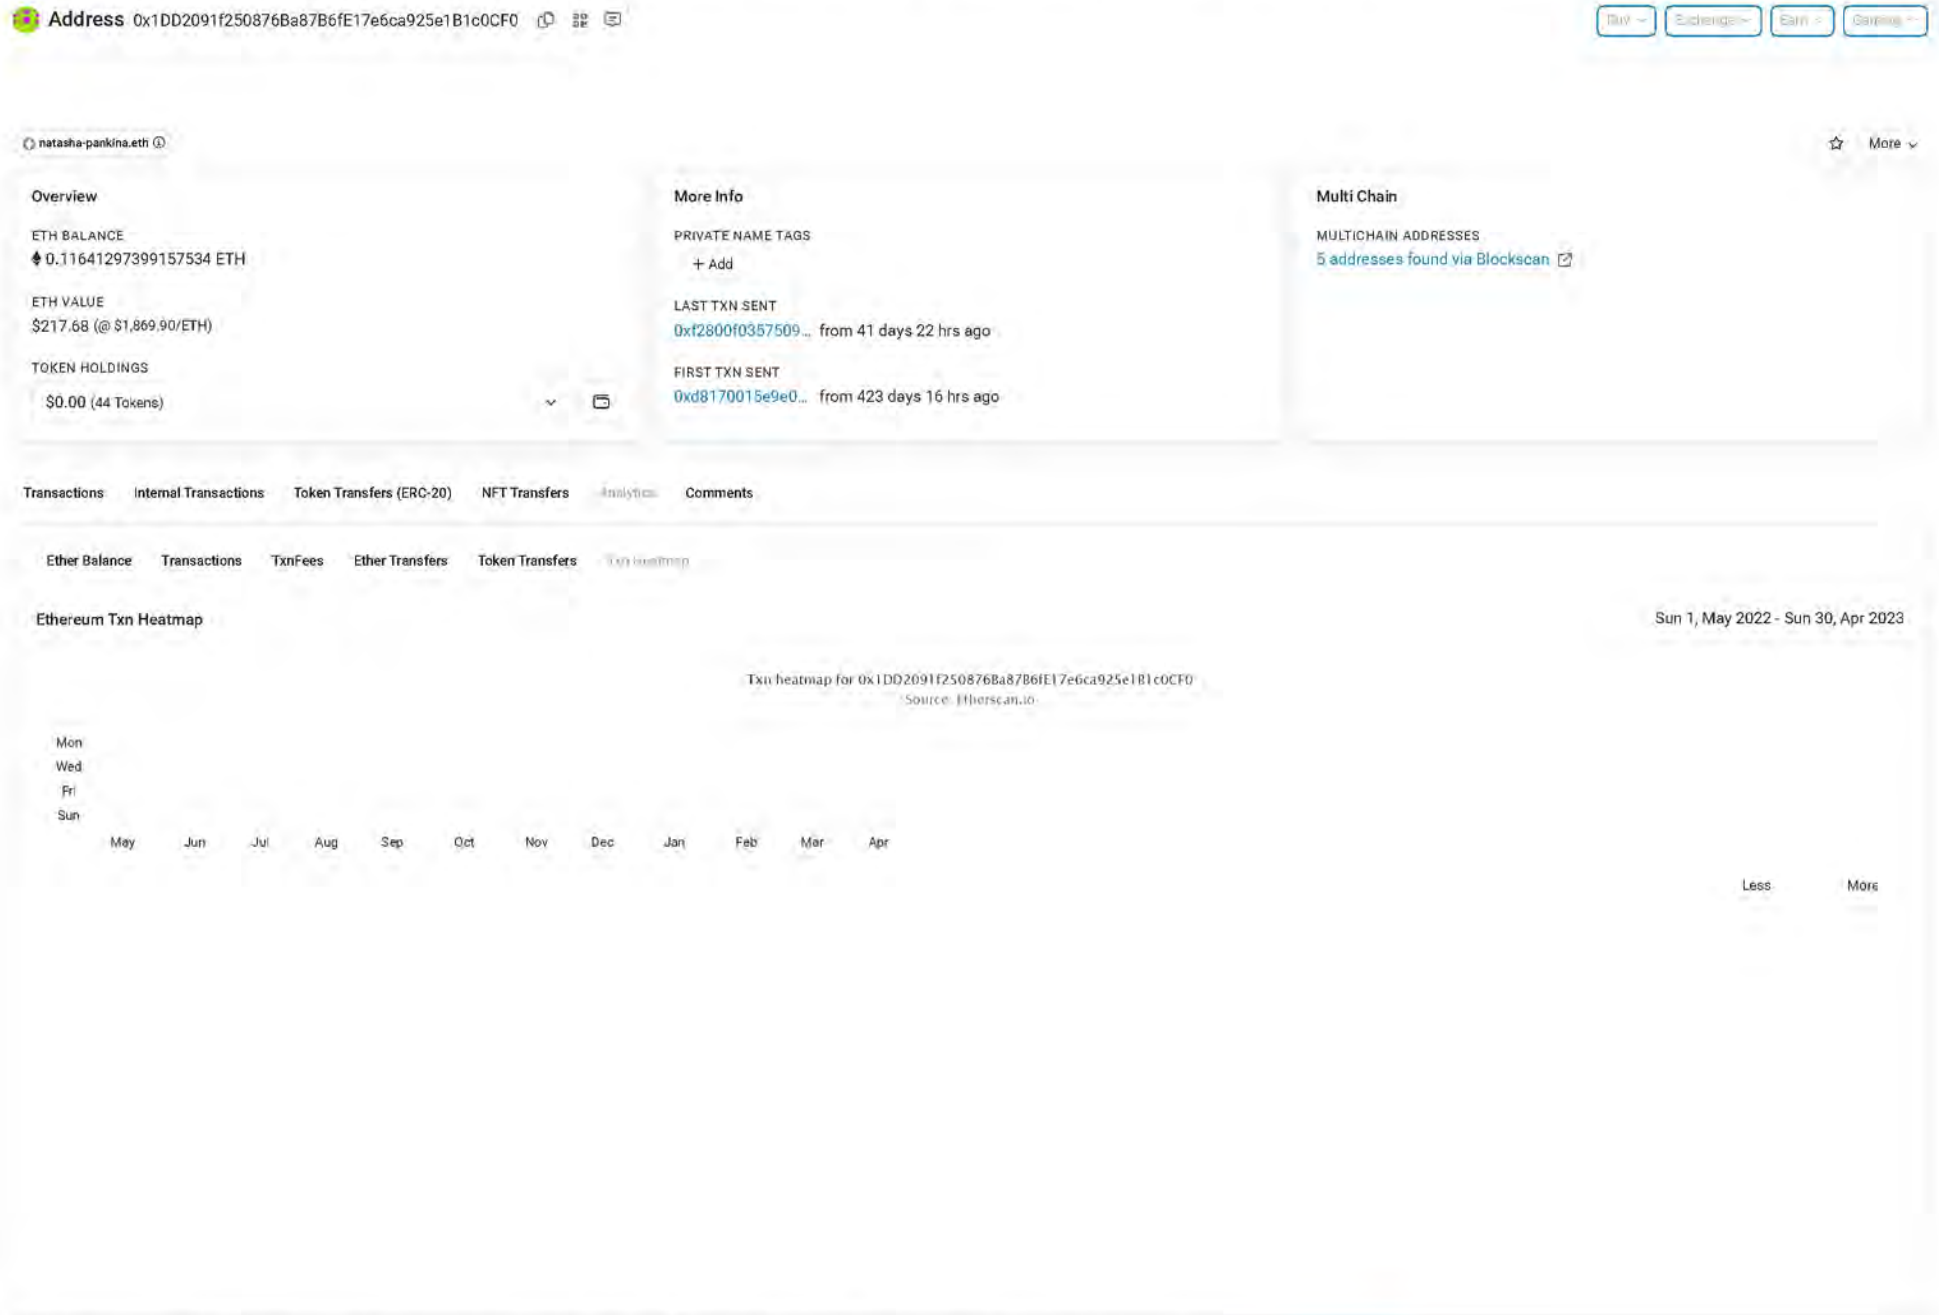 Address 0x1DD2091f250876Ba87B6fE17e6ca925e1B1c0CF0
Buy Exchange Earn Gaming
natasha-pankina.eth
More
Overview
ETH BALANCE
0.11641297399157534 ETH
ETH VALUE
$217.68 (@ $1,869.90/ETH)
TOKEN HOLDINGS
$0.00 (44 Tokens)
More Info
PRIVATE NAME TAGS
+ Add
LAST TXN SENT
0xf2800f0357509... from 41 days 22 hrs ago
FIRST TXN SENT
0xd8170015e9e0... from 423 days 16 hrs ago
Multi Chain
MULTICHAIN ADDRESSES
5 addresses found via Blockscan
Transactions Internal Transactions Token Transfers (ERC-20) NFT Transfers Analytics Comments
Ether Balance Transactions TxnFees Ether Transfers Token Transfers Txn Heatmap
Ethereum Txn Heatmap
Sun 1, May 2022 - Sun 30, Apr 2023
Txn heatmap for 0x1DD2091f250876Ba87B6fE17e6ca925e1B1c0CF0
Source: Etherscan.io
Mon
Wed
Fri
Sun
May Jun Jul Aug Sep Oct Nov Dec Jan Feb Mar Apr
Less More